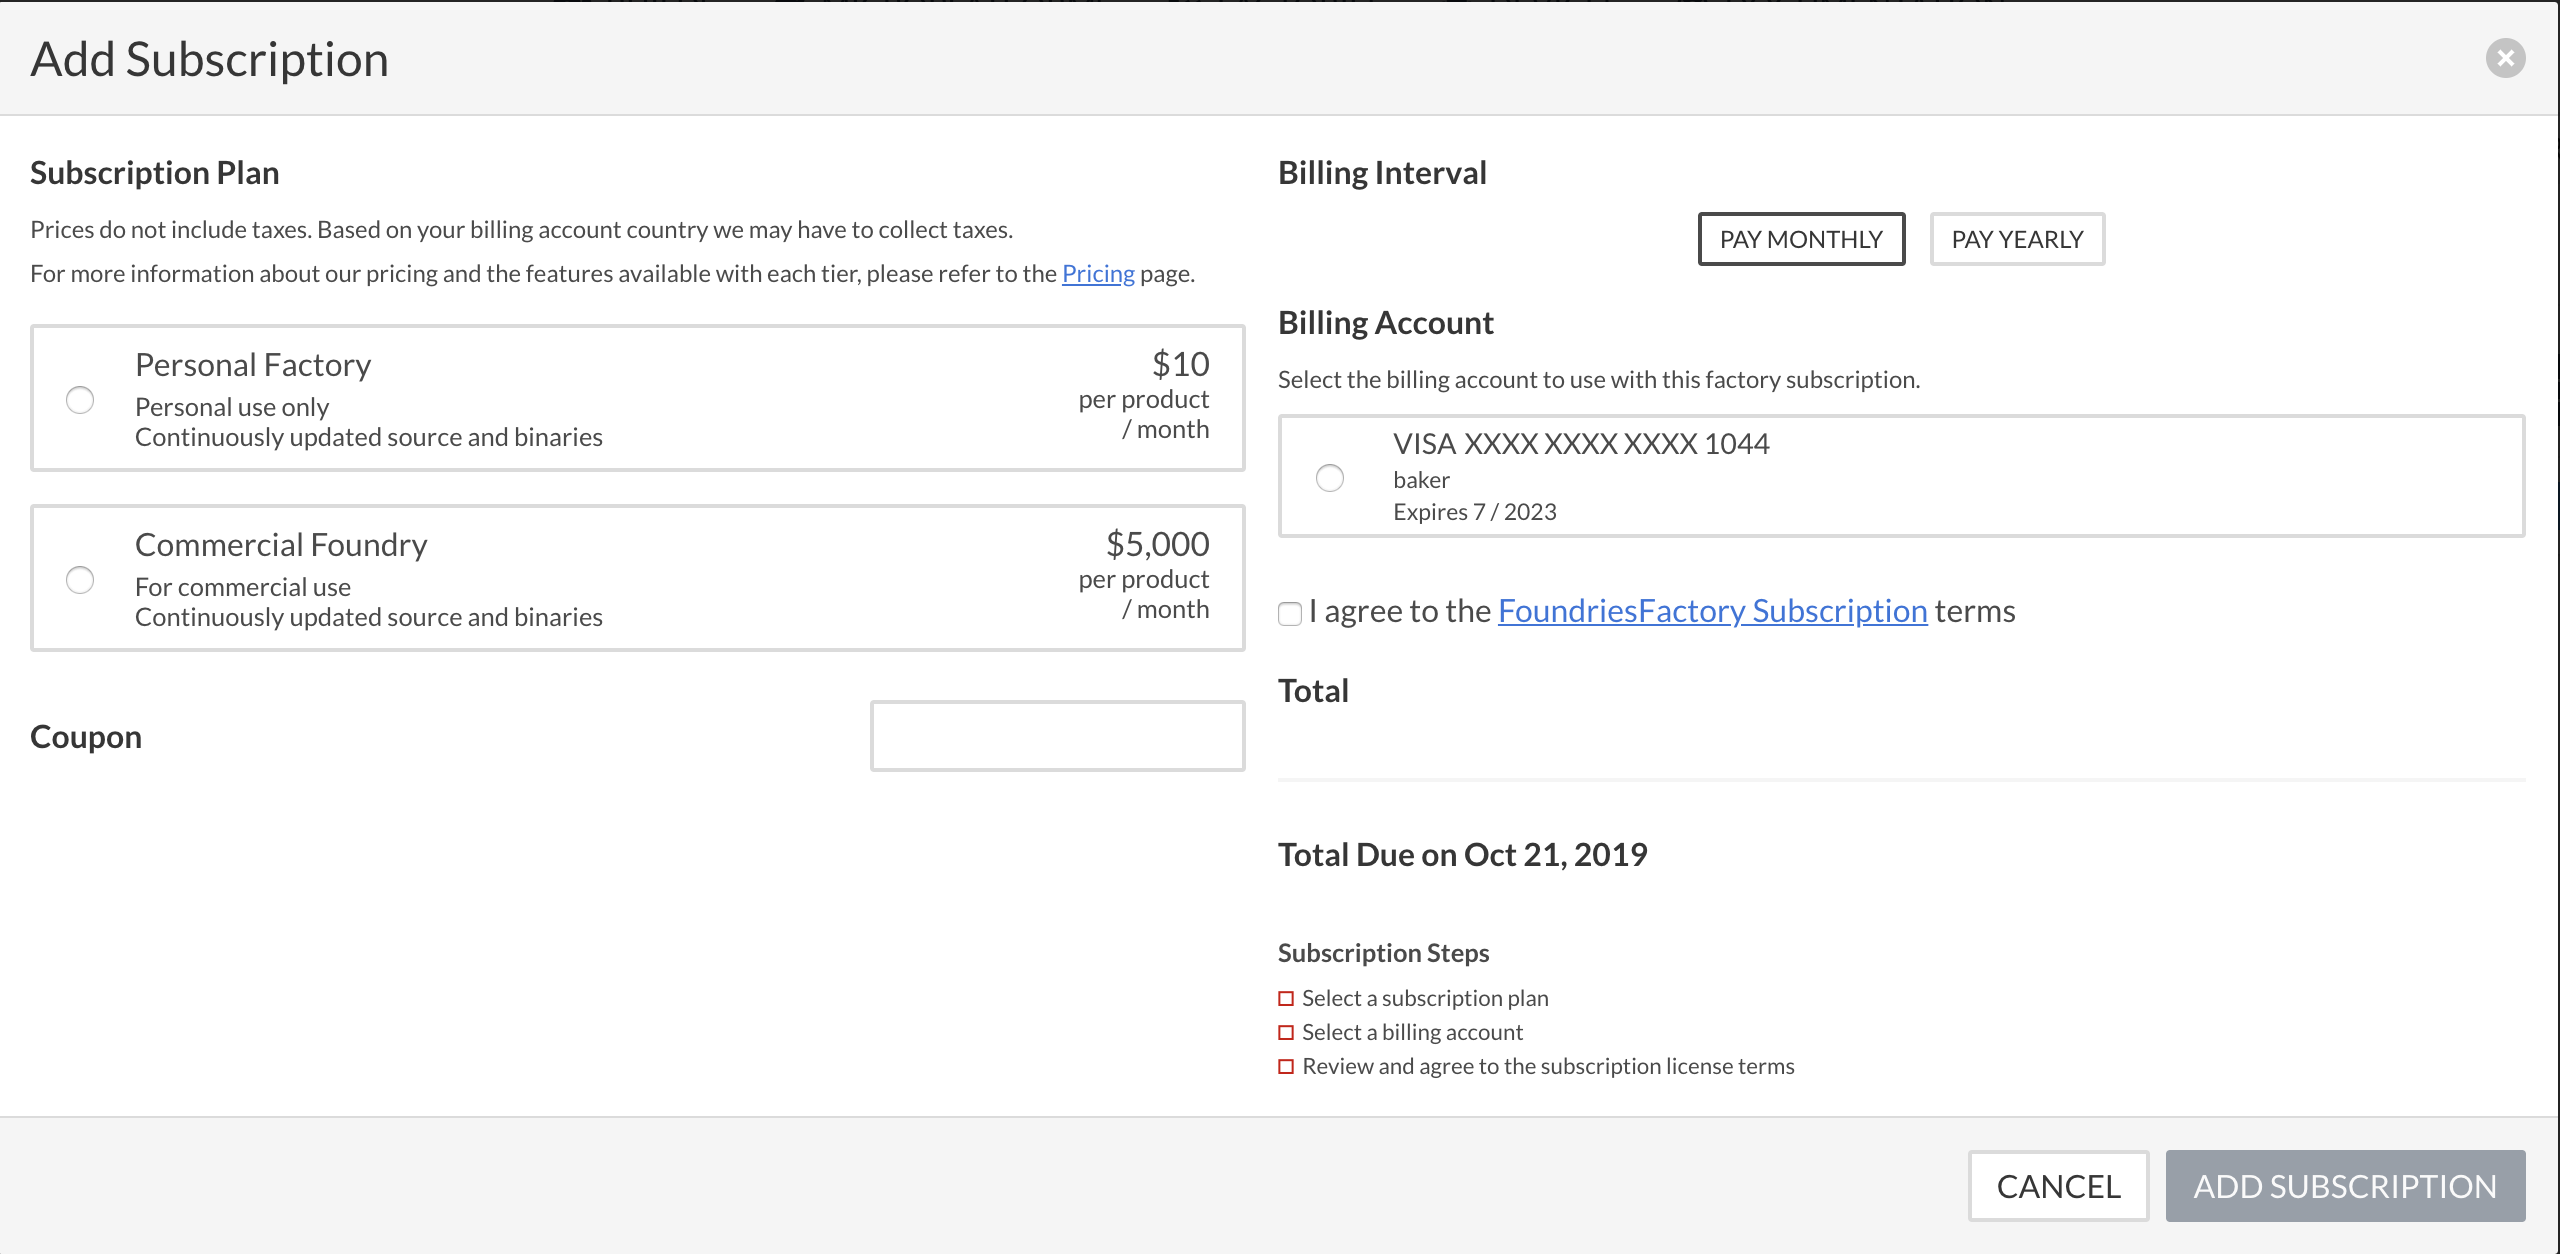 Add Subscription
Subscription Plan
Prices do not include taxes. Based on your billing account country we may have to collect taxes.
For more information about our pricing and the features available with each tier, please refer to the Pricing page.
Personal Factory
Personal use only
Continuously updated source and binaries
$10
per product
/ month
Commercial Foundry
For commercial use
Continuously updated source and binaries
$5,000
per product
/ month
Coupon
Billing Interval
PAY MONTHLY
PAY YEARLY
Billing Account
Select the billing account to use with this factory subscription.
VISA XXXX XXXX XXXX 1044
baker
Expires 7 / 2023
I agree to the FoundriesFactory Subscription terms
Total
Total Due on Oct 21, 2019
Subscription Steps
Select a subscription plan
Select a billing account
Review and agree to the subscription license terms
CANCEL
ADD SUBSCRIPTION